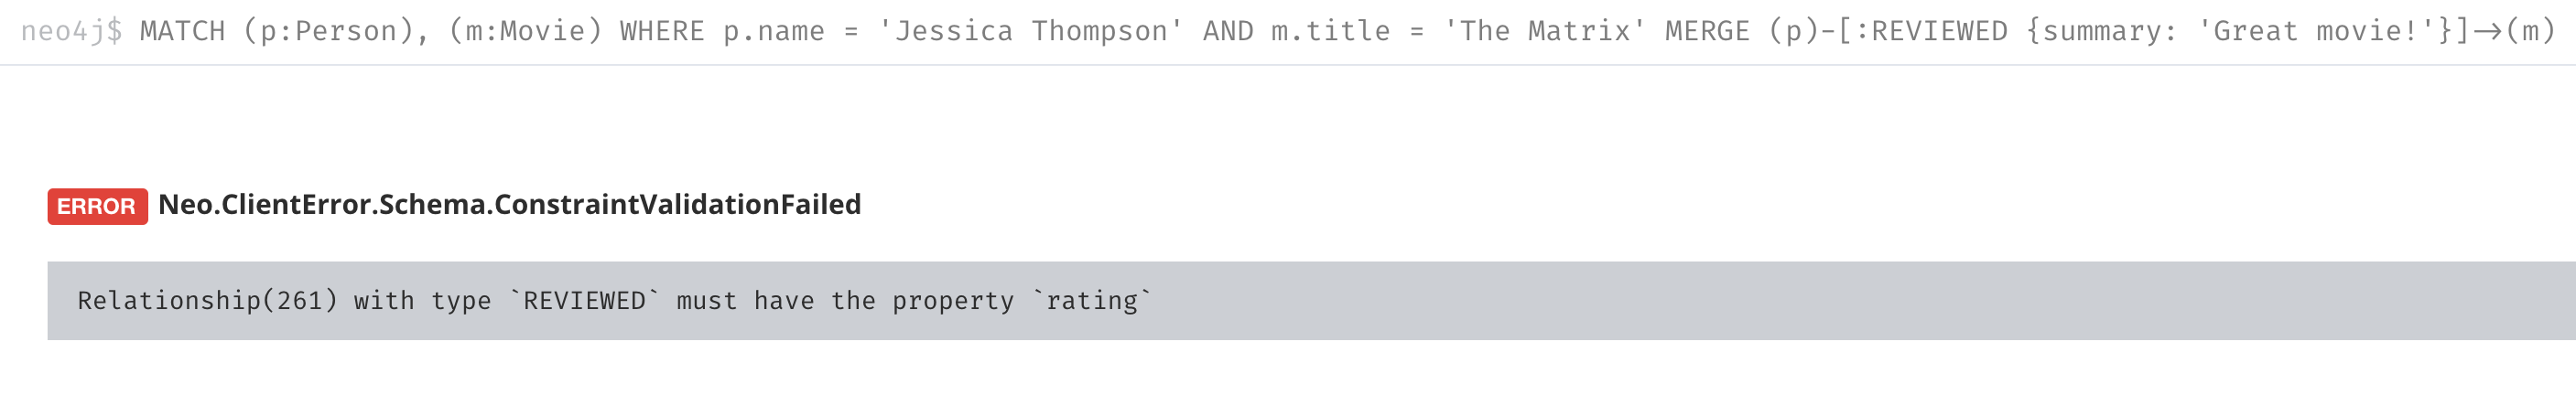 neo4j$ MATCH (p:Person), (m:Movie) WHERE p.name = 'Jessica Thompson' AND m.title = 'The Matrix' MERGE (p)-[:REVIEWED {summary: 'Great movie!'}]→(m)
ERROR Neo.ClientError.Schema.ConstraintValidationFailed
Relationship(261) with type `REVIEWED` must have the property `rating`